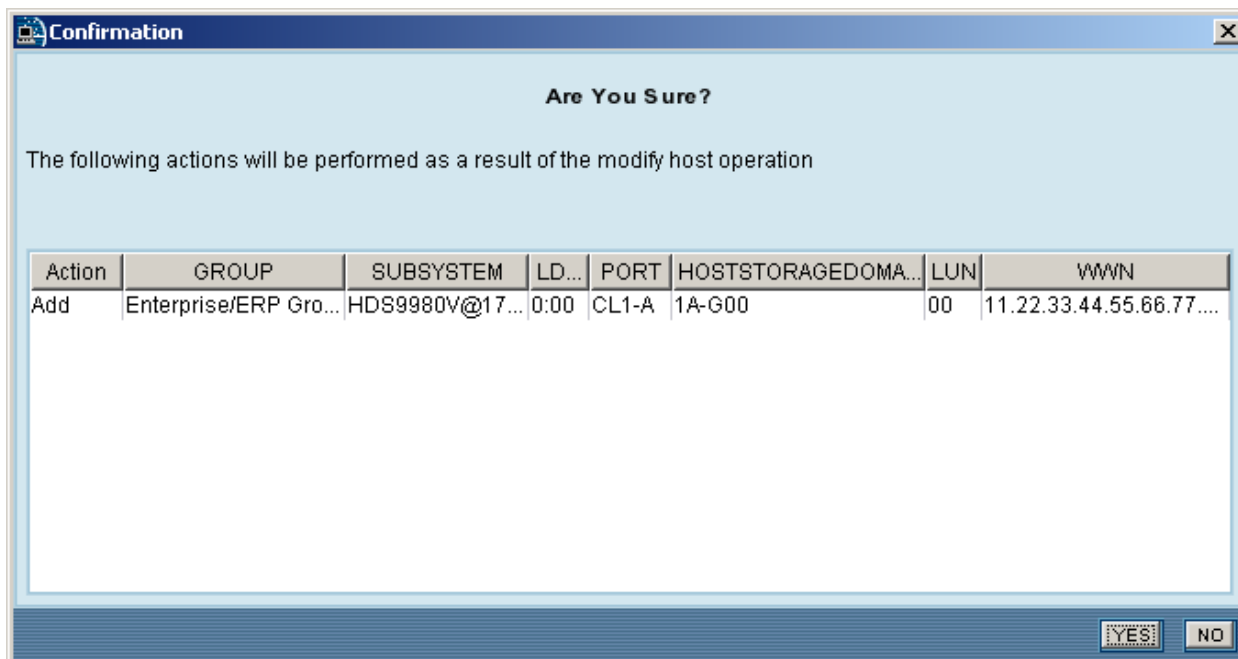 Confirmation
Are You Sure?
The following actions will be performed as a result of the modify host operation
Action GROUP SUBSYSTEM LD... PORT HOSTSTORAGEDOMA... LUN WWN
Add Enterprise/ERP Gro... HDS9980V@17... 0:00 CL1-A 1A-G00 00 11.22.33.44.55.66.77....
YES NO